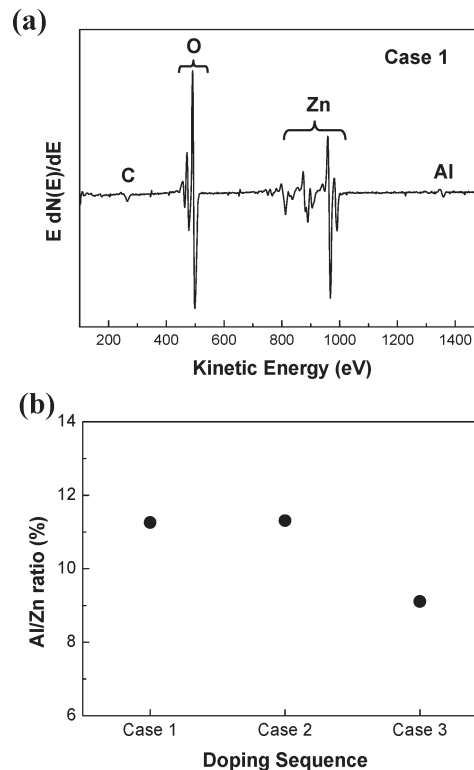 (a)
O
Case 1
Zn
C
Al
E dN(E)/dE
200 400 600 800 1000 1200 1400
Kinetic Energy (eV)
(b)
14
12
10
8
6
Al/Zn ratio (%)
Case 1 Case 2 Case 3
Doping Sequence